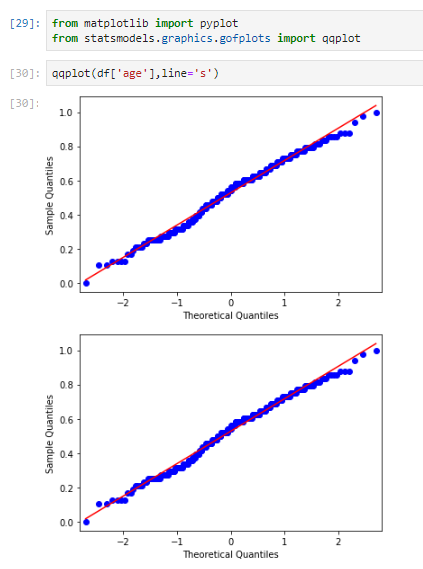 [29]: from matplotlib import pyplot
from statsmodels.graphics.gofplots import qqplot
[30]: qqplot(df['age'],line='s')
[30]:
1.0
0.8
0.6
0.4
0.2
0.0
Sample Quantiles
−2 −1 0 1 2
Theoretical Quantiles
1.0
0.8
0.6
0.4
0.2
0.0
Sample Quantiles
−2 −1 0 1 2
Theoretical Quantiles